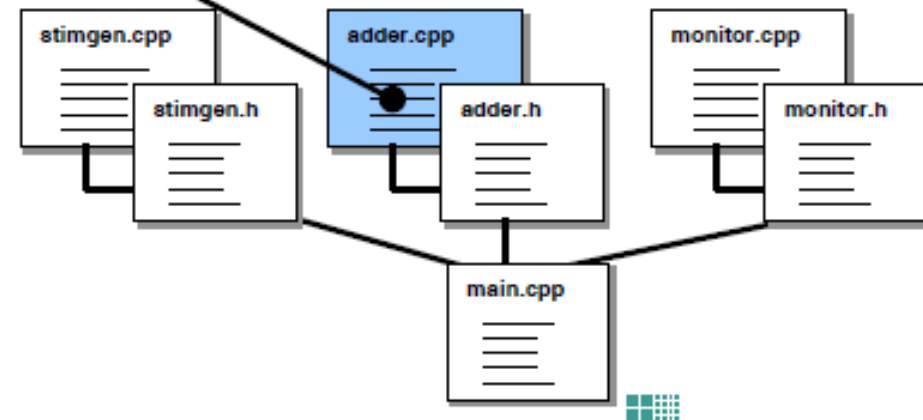 stimgen.cpp
adder.cpp
monitor.cpp
stimgen.h
adder.h
monitor.h
main.cpp